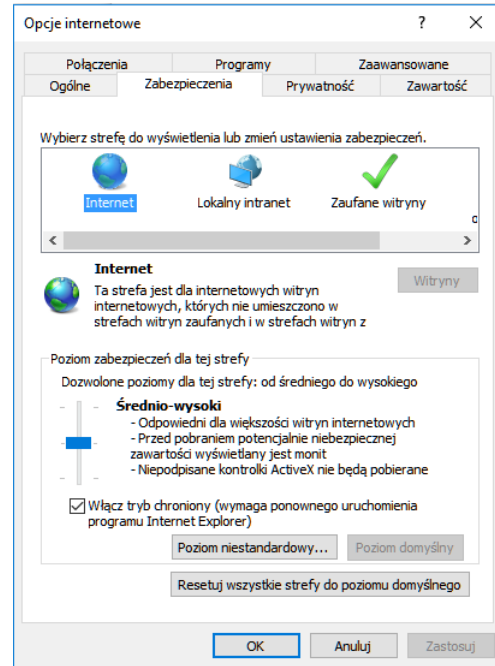 Opcje internetowe
?
Połączenia Programy Zaawansowane
Ogólne Zabezpieczenia Prywatność Zawartość
Wybierz strefę do wyświetlenia lub zmień ustawienia zabezpieczeń.
Internet Lokalny intranet Zaufane witryny
Internet
Witryny
Ta strefa jest dla internetowych witryn
internetowych, których nie umieszczono w
strefach witryn zaufanych i w strefach witryn z
Poziom zabezpieczeń dla tej strefy
Dozwolone poziomy dla tej strefy: od średniego do wysokiego
Średnio-wysoki
- Odpowiedni dla większości witryn internetowych
- Przed pobraniem potencjalnie niebezpiecznej
zawartości wyświetlany jest monit
- Niepodpisane kontrolki ActiveX nie będą pobierane
Włącz tryb chroniony (wymaga ponownego uruchomienia
programu Internet Explorer)
Poziom niestandardowy... Poziom domyślny
Resetuj wszystkie strefy do poziomu domyślnego
OK Anuluj Zastosuj